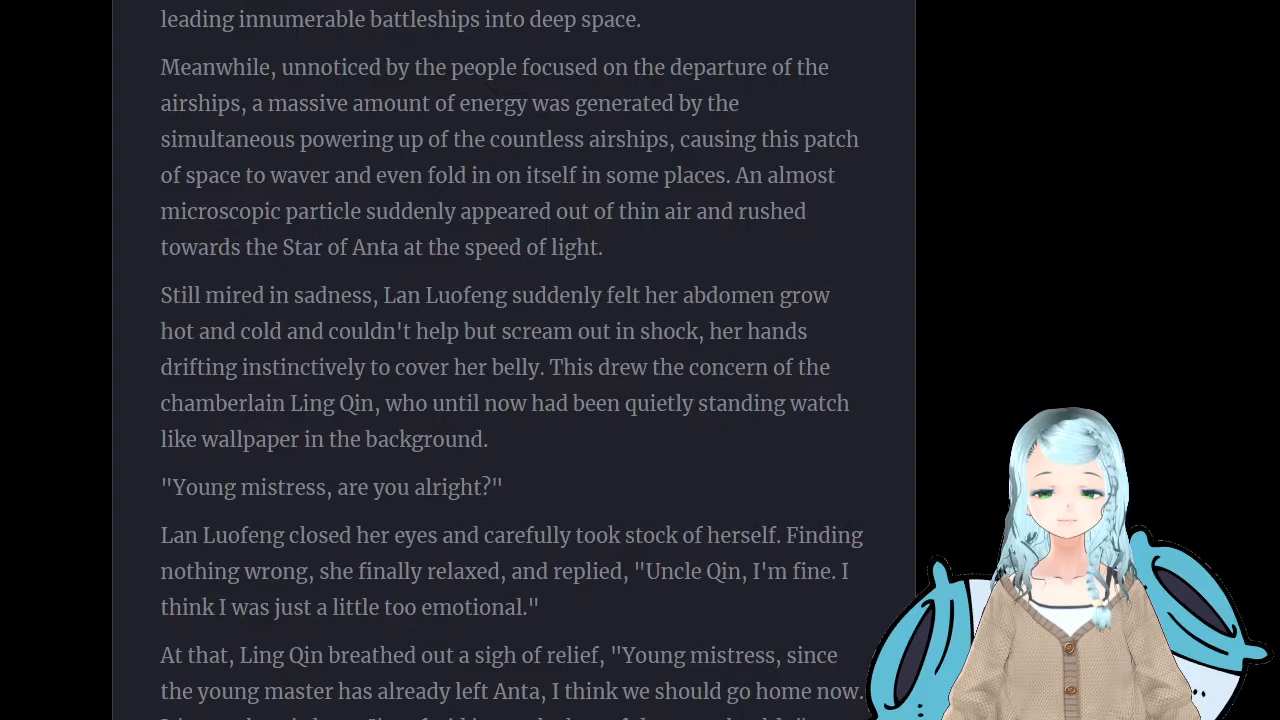 leading innumerable battleships into deep space.
Meanwhile, unnoticed by the people focused on the departure of the
airships, a massive amount of energy was generated by the
simultaneous powering up of the countless airships, causing this patch
of space to waver and even fold in on itself in some places. An almost
microscopic particle suddenly appeared out of thin air and rushed
towards the Star of Anta at the speed of light.
Still mired in sadness, Lan Luofeng suddenly felt her abdomen grow
hot and cold and couldn't help but scream out in shock, her hands
drifting instinctively to cover her belly. This drew the concern of the
chamberlain Ling Qin, who until now had been quietly standing watch
like wallpaper in the background.
"Young mistress, are you alright?"
Lan Luofeng closed her eyes and carefully took stock of herself. Finding
nothing wrong, she finally relaxed, and replied, "Uncle Qin, I'm fine. I
think I was just a little too emotional."
At that, Ling Qin breathed out a sigh of relief, "Young mistress, since
the young master has already left Anta, I think we should go home now.